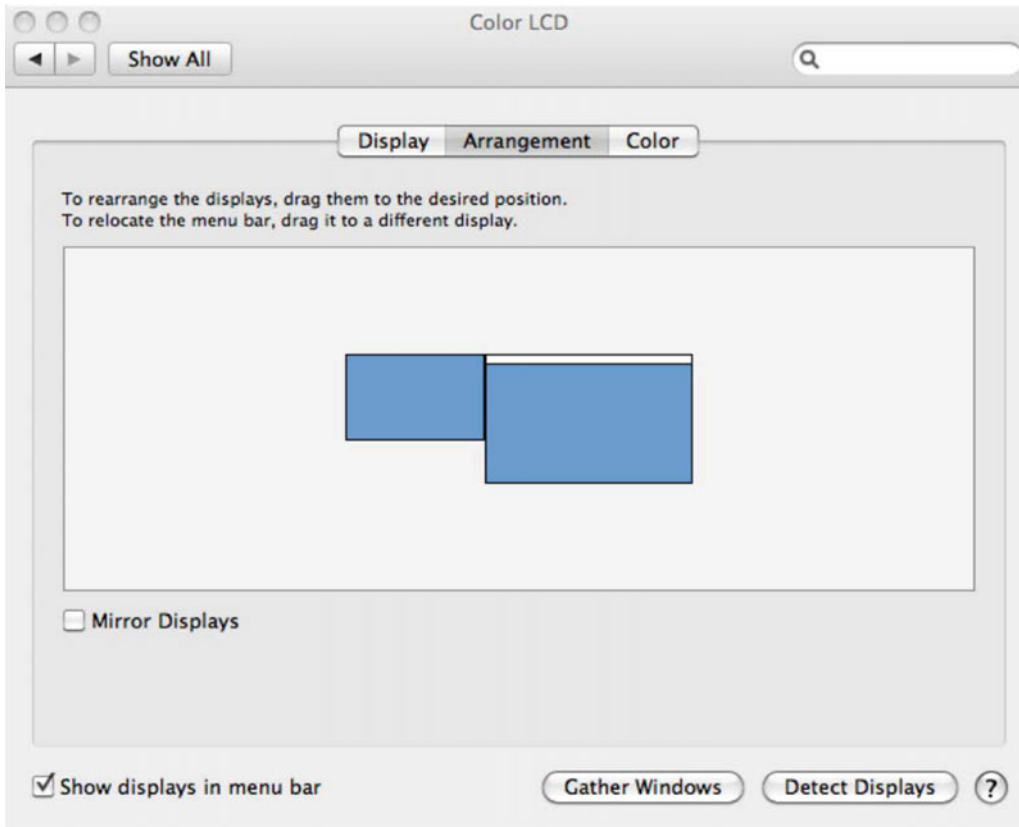 Color LCD
Show All
Display Arrangement Color
To rearrange the displays, drag them to the desired position.
To relocate the menu bar, drag it to a different display.
Mirror Displays
Show displays in menu bar Gather Windows Detect Displays ?